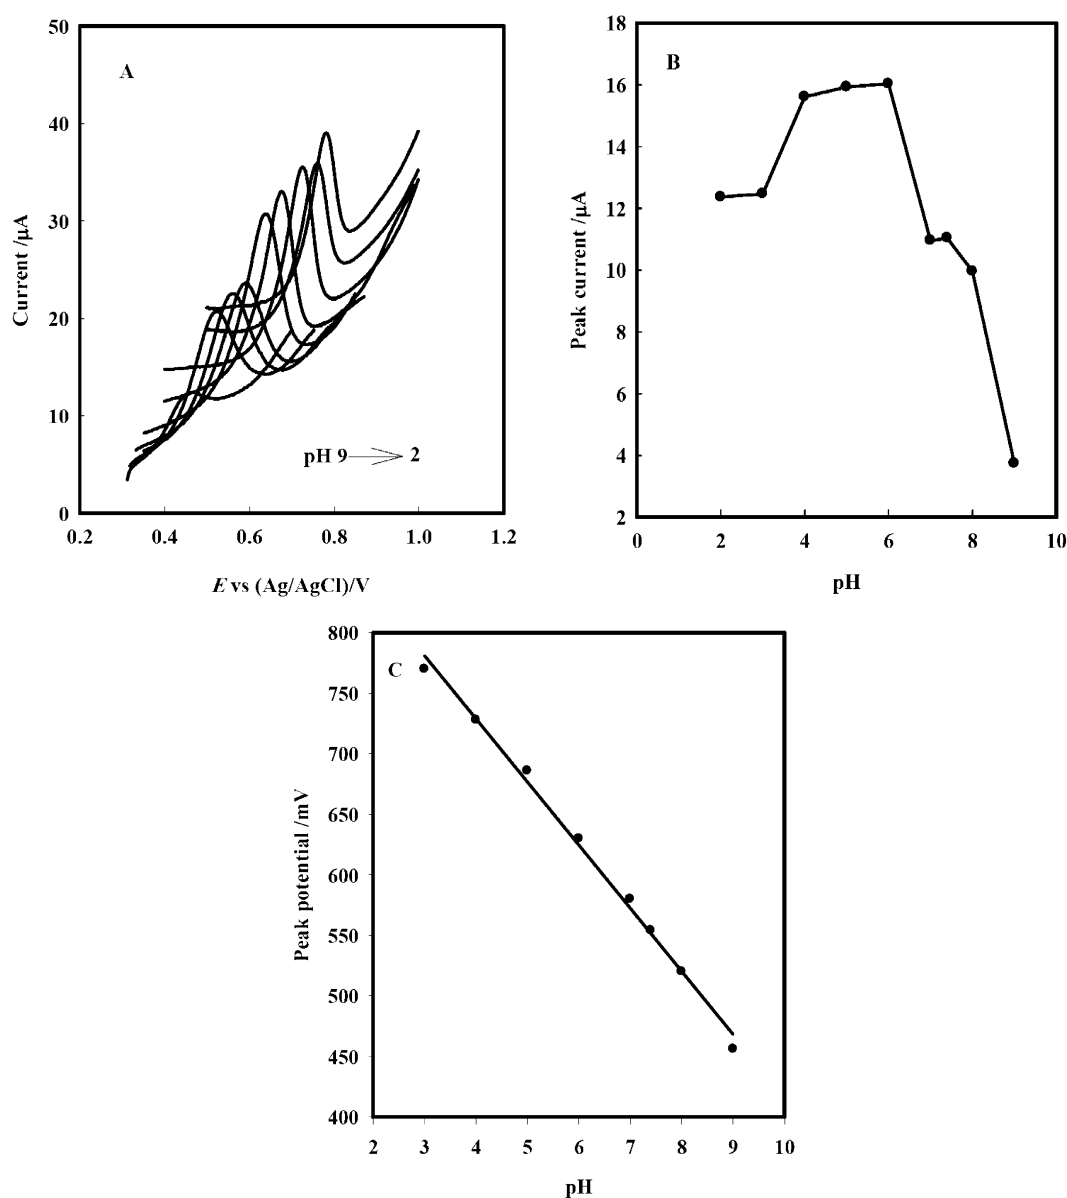 A
50
40
30
20
10
0
0.2 0.4 0.6 0.8 1.0 1.2
Current /μA
pH 9 2
E vs (Ag/AgCl)/V
B
18
16
14
12
10
8
6
4
2
0 2 4 6 8 10
Peak current /μA
pH
C
800
750
700
650
600
550
500
450
400
2 3 4 5 6 7 8 9 10
Peak potential /mV
pH